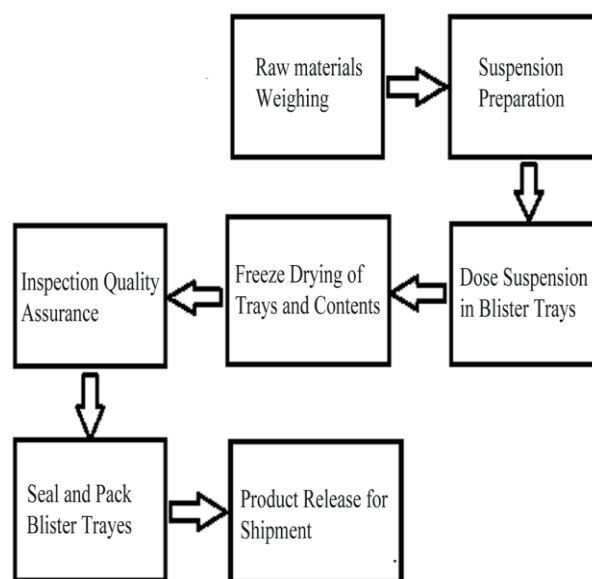 Raw materials
Weighing
Suspension
Preparation
Dose Suspension
in Blister Trays
Freeze Drying of
Trays and Contents
Inspection Quality
Assurance
Seal and Pack
Blister Trayes
Product Release for
Shipment